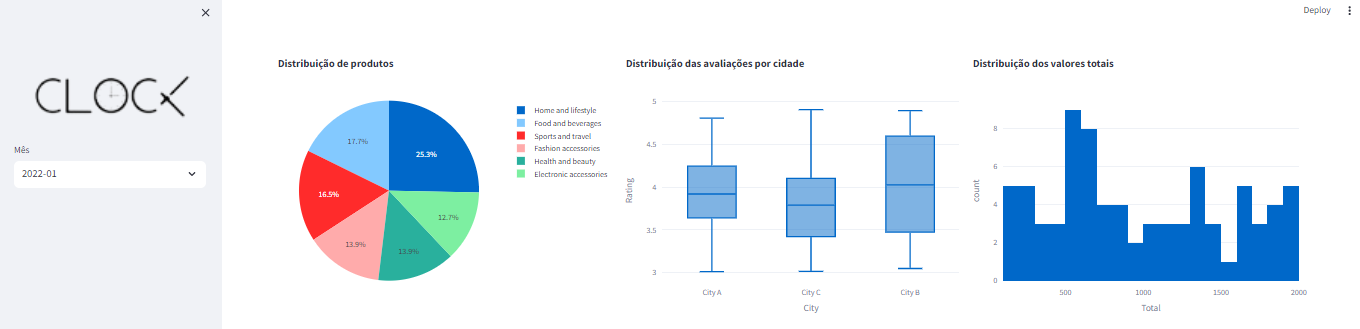 Deploy
CLOCK
Mês
2022-01
Distribuição de produtos
17.7%
25.3%
16.5%
12.7%
13.9%
13.9%
Home and lifestyle
Food and beverages
Sports and travel
Fashion accessories
Health and beauty
Electronic accessories
Distribuição das avaliações por cidade
5
4.5
4
3.5
3
Rating
City A
City C
City B
City
Distribuição dos valores totais
8
6
4
2
0
count
500
1000
1500
2000
Total